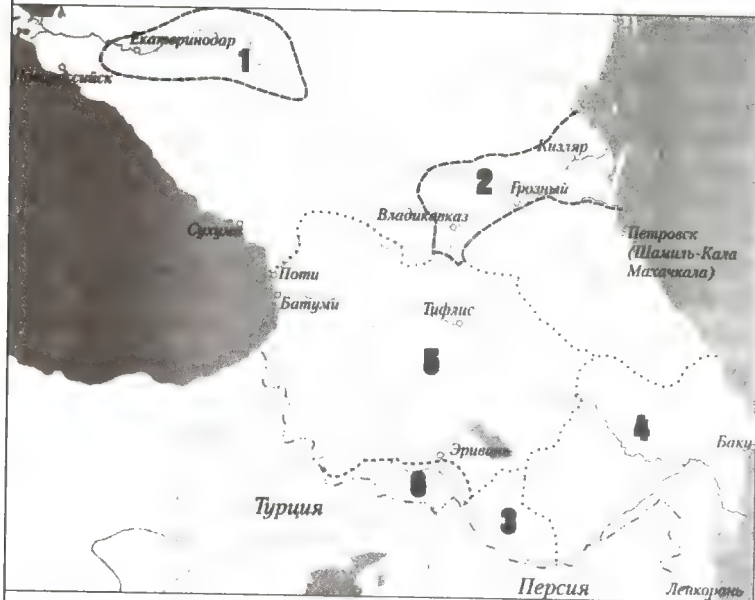 Екатеринодар
1
Кизляр
2
Грозный
Владикавказ
Сухуми
Петровск
(Шамиль-Кала
Махачкала)
Поти
Батуми
Тифлис
5
4
Баку
Эривань
6
3
Турция
Персия
Ленкорань